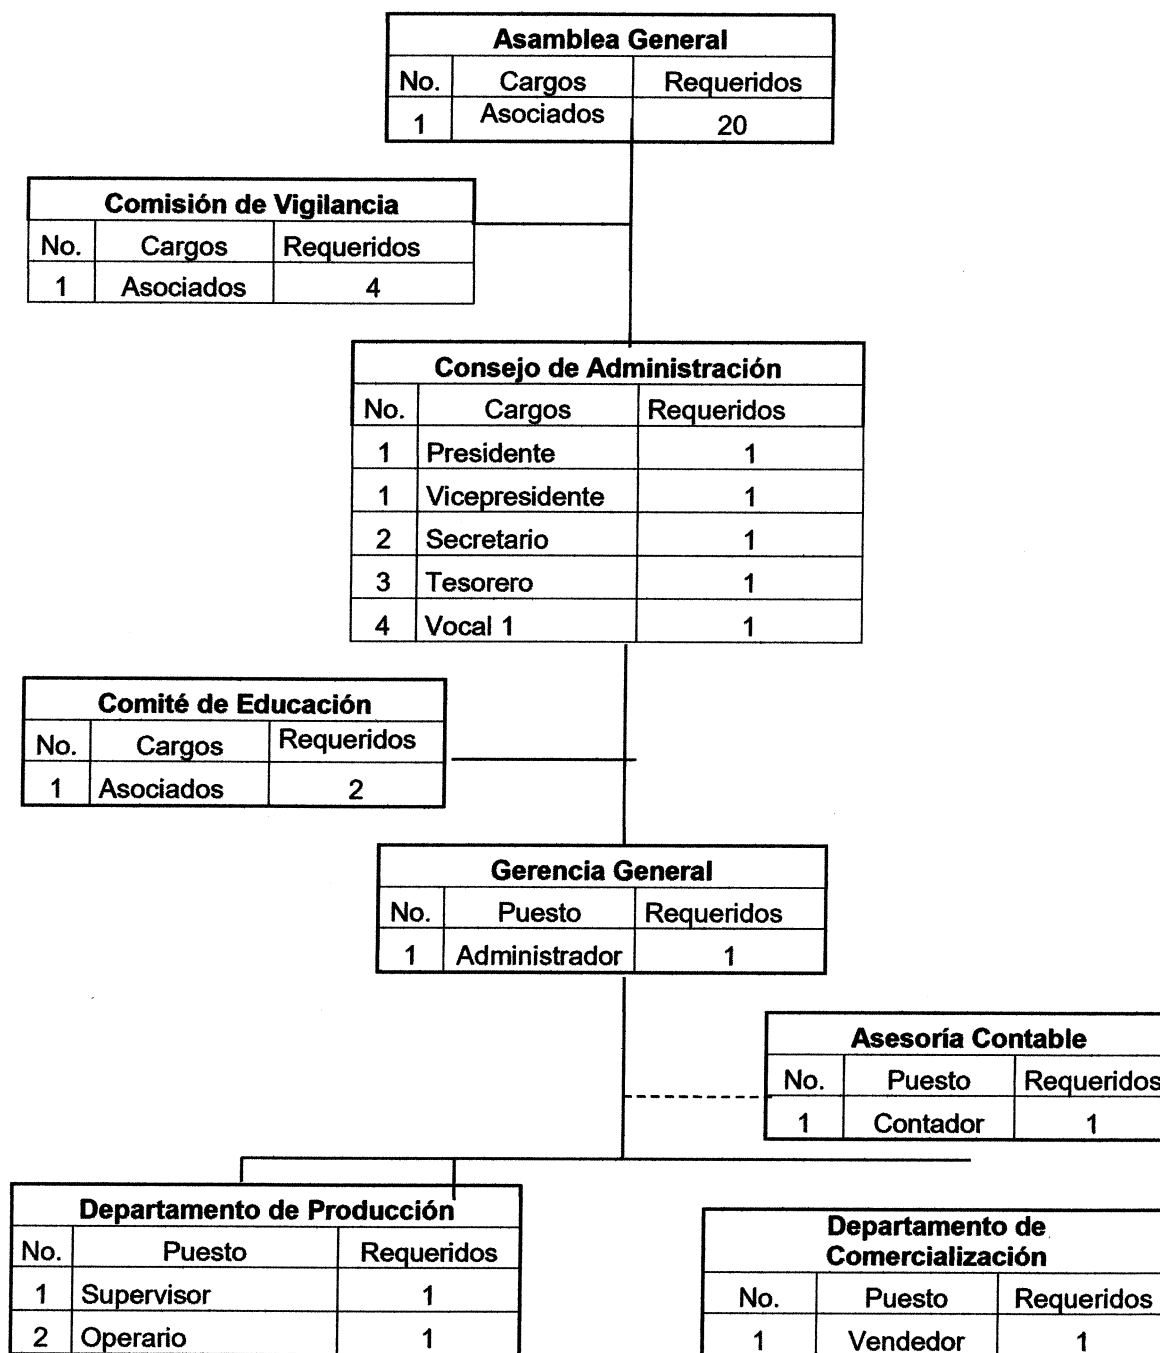 Asamblea General
No. Cargos Requeridos
1 Asociados 20
Comisión de Vigilancia
No. Cargos Requeridos
1 Asociados 4
Consejo de Administración
No. Cargos Requeridos
1 Presidente 1
1 Vicepresidente 1
2 Secretario 1
3 Tesorero 1
4 Vocal 1 1
Comité de Educación
No. Cargos Requeridos
1 Asociados 2
Gerencia General
No. Puesto Requeridos
1 Administrador 1
Asesoría Contable
No. Puesto Requeridos
1 Contador 1
Departamento de Producción
No. Puesto Requeridos
1 Supervisor 1
2 Operario 1
Departamento de
Comercialización
No. Puesto Requeridos
1 Vendedor 1